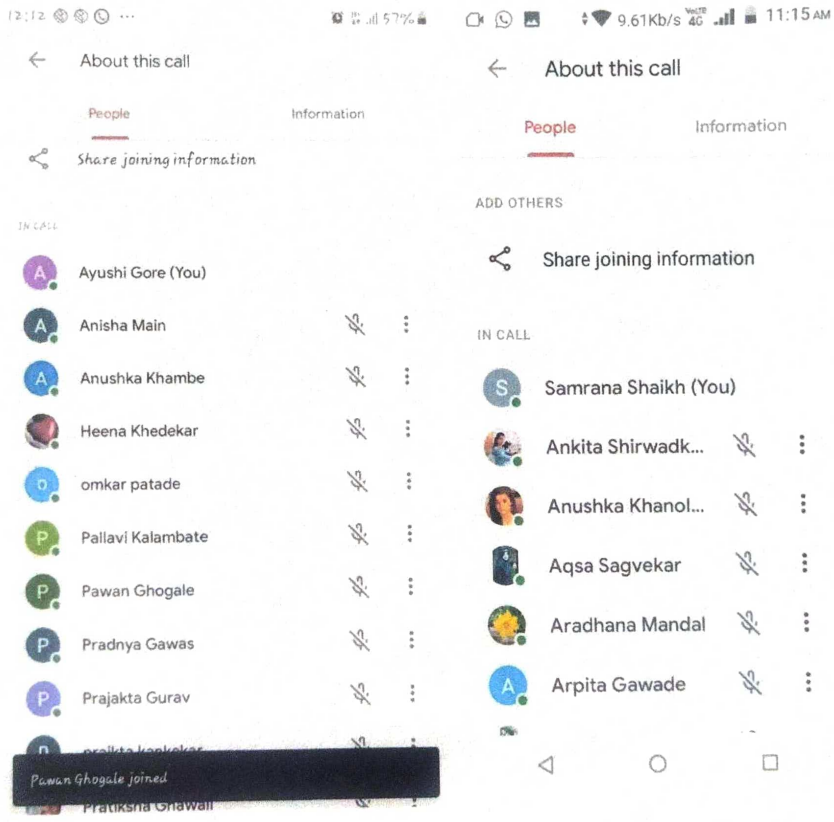 12:12 57%
About this call
People Information
Share joining information
IN CALL
A Ayushi Gore (You)
A Anisha Main
A Anushka Khambe
Heena Khedekar
o omkar patade
P Pallavi Kalambate
P Pawan Ghogale
P Pradnya Gawas
P Prajakta Gurav
Pawan Ghogale joined
Pratiksha Ghawali
9.61Kb/s VoLTE 4G 11:15 AM
About this call
People Information
ADD OTHERS
Share joining information
IN CALL
S Samrana Shaikh (You)
Ankita Shirwadk...
Anushka Khanol...
Aqsa Sagvekar
Aradhana Mandal
A Arpita Gawade